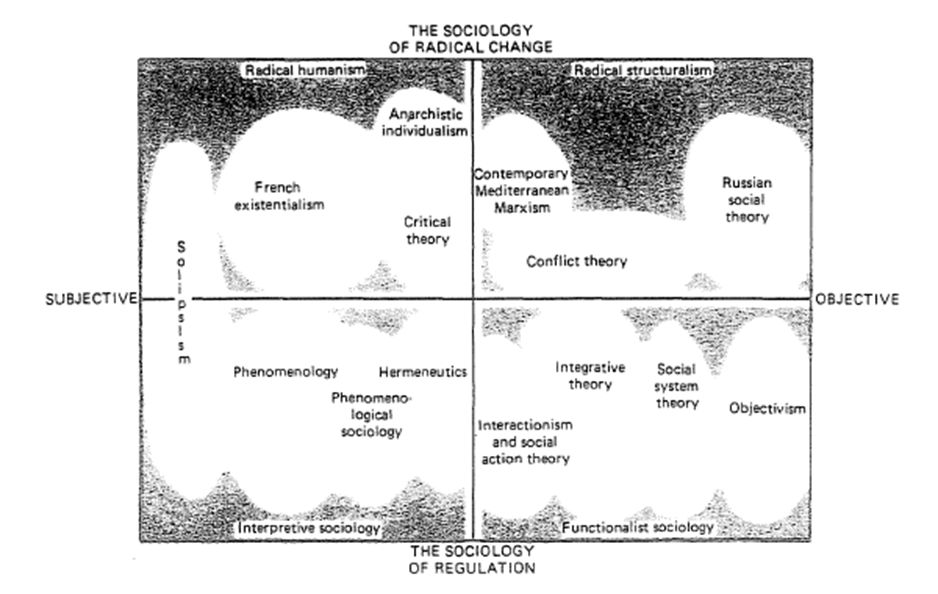 THE SOCIOLOGY
OF RADICAL CHANGE
Radical humanism
Radical structuralism
Anarchistic
individualism
French
existentialism
Critical
theory
Contemporary
Mediterranean
Marxism
Russian
social
theory
Conflict theory
Solipsism
SUBJECTIVE
OBJECTIVE
Phenomenology
Hermeneutics
Phenomeno-
logical
sociology
Integrative
theory
Social
system
theory
Objectivism
Interactionism
and social
action theory
Interpretive sociology
Functionalist sociology
THE SOCIOLOGY
OF REGULATION